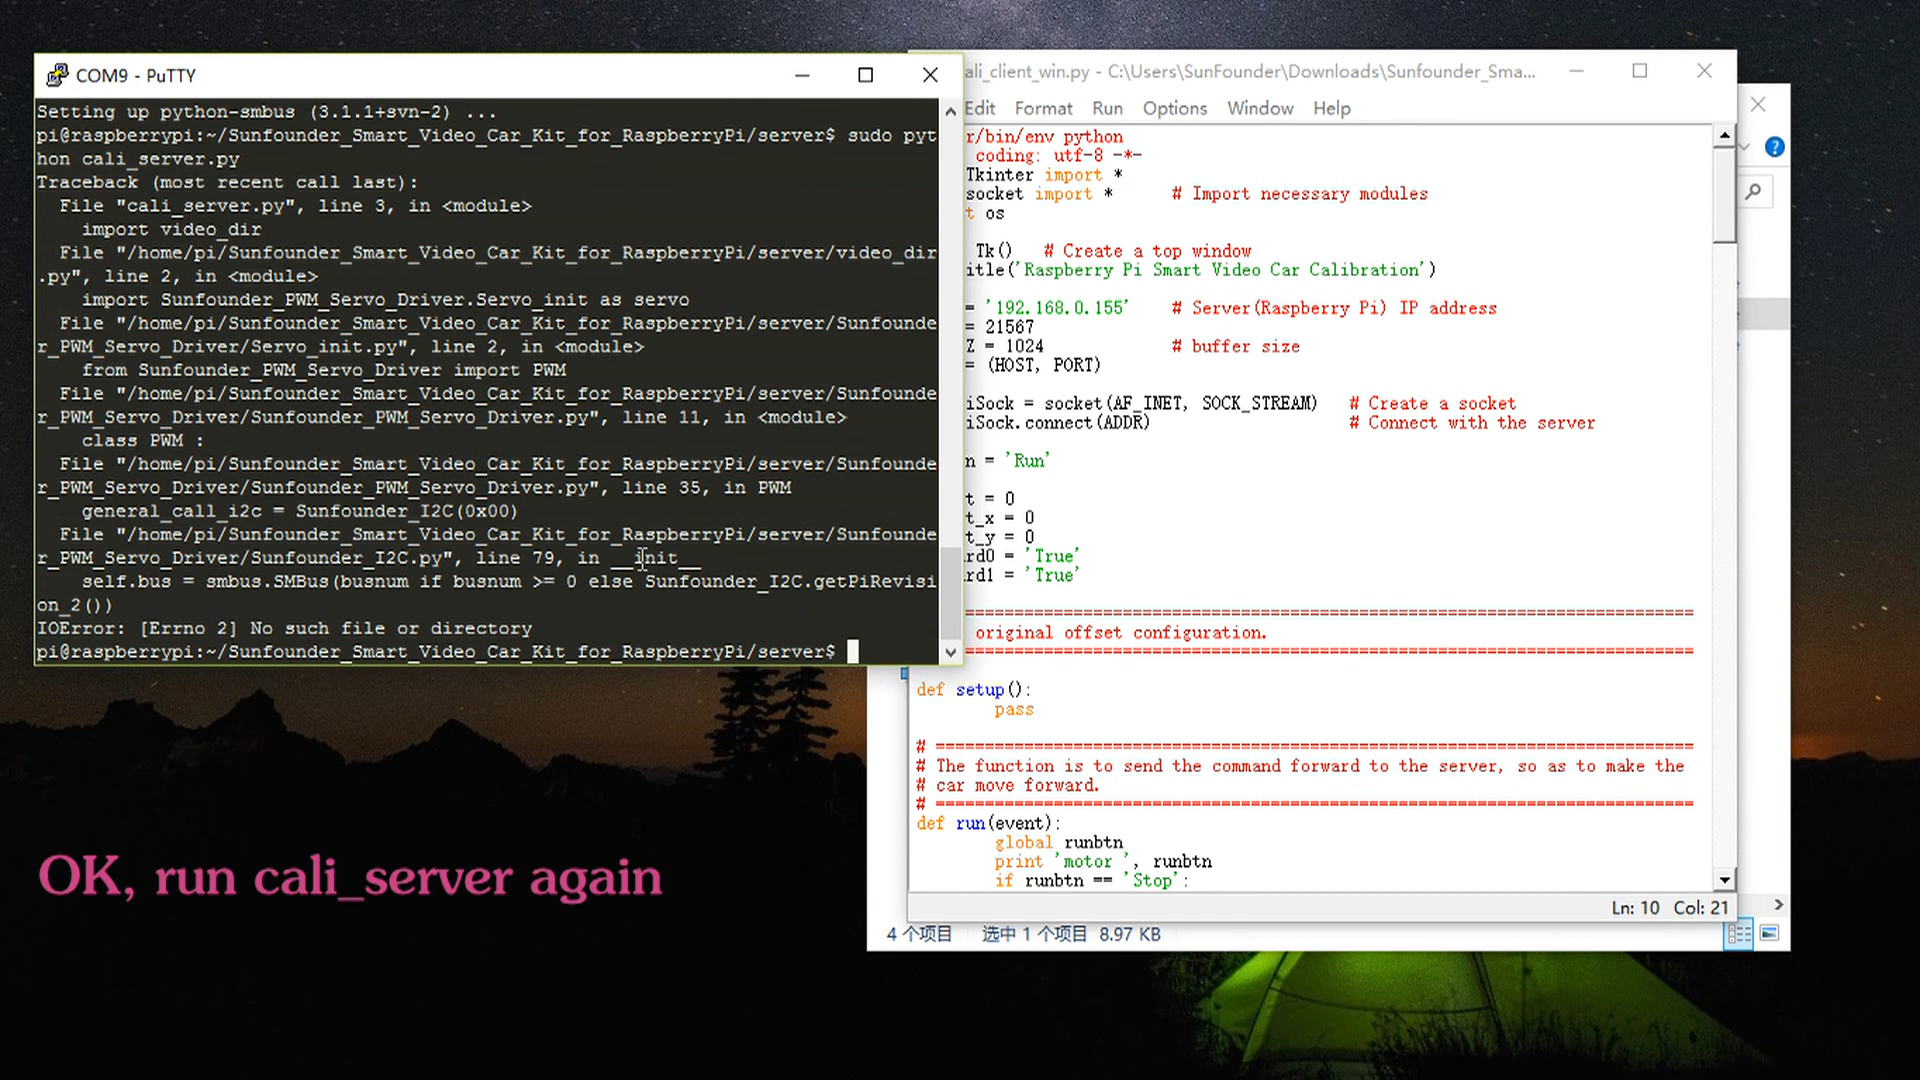 COM9 - PuTTY
Setting up python-smbus (3.1.1+svn-2) ...
pi@raspberrypi:~/Sunfounder_Smart_Video_Car_Kit_for_RaspberryPi/server$ sudo pyt
hon cali_server.py
Traceback (most recent call last):
  File "cali_server.py", line 3, in <module>
    import video_dir
  File "/home/pi/Sunfounder_Smart_Video_Car_Kit_for_RaspberryPi/server/video_dir
.py", line 2, in <module>
    import Sunfounder_PWM_Servo_Driver.Servo_init as servo
  File "/home/pi/Sunfounder_Smart_Video_Car_Kit_for_RaspberryPi/server/Sunfounde
r_PWM_Servo_Driver/Servo_init.py", line 2, in <module>
    from Sunfounder_PWM_Servo_Driver import PWM
  File "/home/pi/Sunfounder_Smart_Video_Car_Kit_for_RaspberryPi/server/Sunfounde
r_PWM_Servo_Driver/Sunfounder_PWM_Servo_Driver.py", line 11, in <module>
    class PWM :
  File "/home/pi/Sunfounder_Smart_Video_Car_Kit_for_RaspberryPi/server/Sunfounde
r_PWM_Servo_Driver/Sunfounder_PWM_Servo_Driver.py", line 35, in PWM
    general_call_i2c = Sunfounder_I2C(0x00)
  File "/home/pi/Sunfounder_Smart_Video_Car_Kit_for_RaspberryPi/server/Sunfounde
r_PWM_Servo_Driver/Sunfounder_I2C.py", line 79, in __init__
    self.bus = smbus.SMBus(busnum if busnum >= 0 else Sunfounder_I2C.getPiRevisi
on_2())
IOError: [Errno 2] No such file or directory
pi@raspberrypi:~/Sunfounder_Smart_Video_Car_Kit_for_RaspberryPi/server$
ali_client_win.py - C:\Users\SunFounder\Downloads\Sunfounder_Sma...
Edit Format Run Options Window Help
r/bin/env python
coding: utf-8 -*-
Tkinter import *
socket import * # Import necessary modules
t os
Tk() # Create a top window
itle('Raspberry Pi Smart Video Car Calibration')
= '192.168.0.155' # Server(Raspberry Pi) IP address
= 21567
Z = 1024 # buffer size
= (HOST, PORT)
iSock = socket(AF_INET, SOCK_STREAM) # Create a socket
iSock.connect(ADDR) # Connect with the server
n = 'Run'
t = 0
t_x = 0
t_y = 0
rd0 = 'True'
rd1 = 'True'
=============================================================================
original offset configuration.
=============================================================================
def setup():
        pass
# =============================================================================
# The function is to send the command forward to the server, so as to make the
# car move forward.
# =============================================================================
def run(event):
        global runbtn
        print 'motor ', runbtn
        if runbtn == 'Stop':
Ln: 10 Col: 21
4 个项目 选中 1 个项目 8.97 KB
OK, run cali_server again